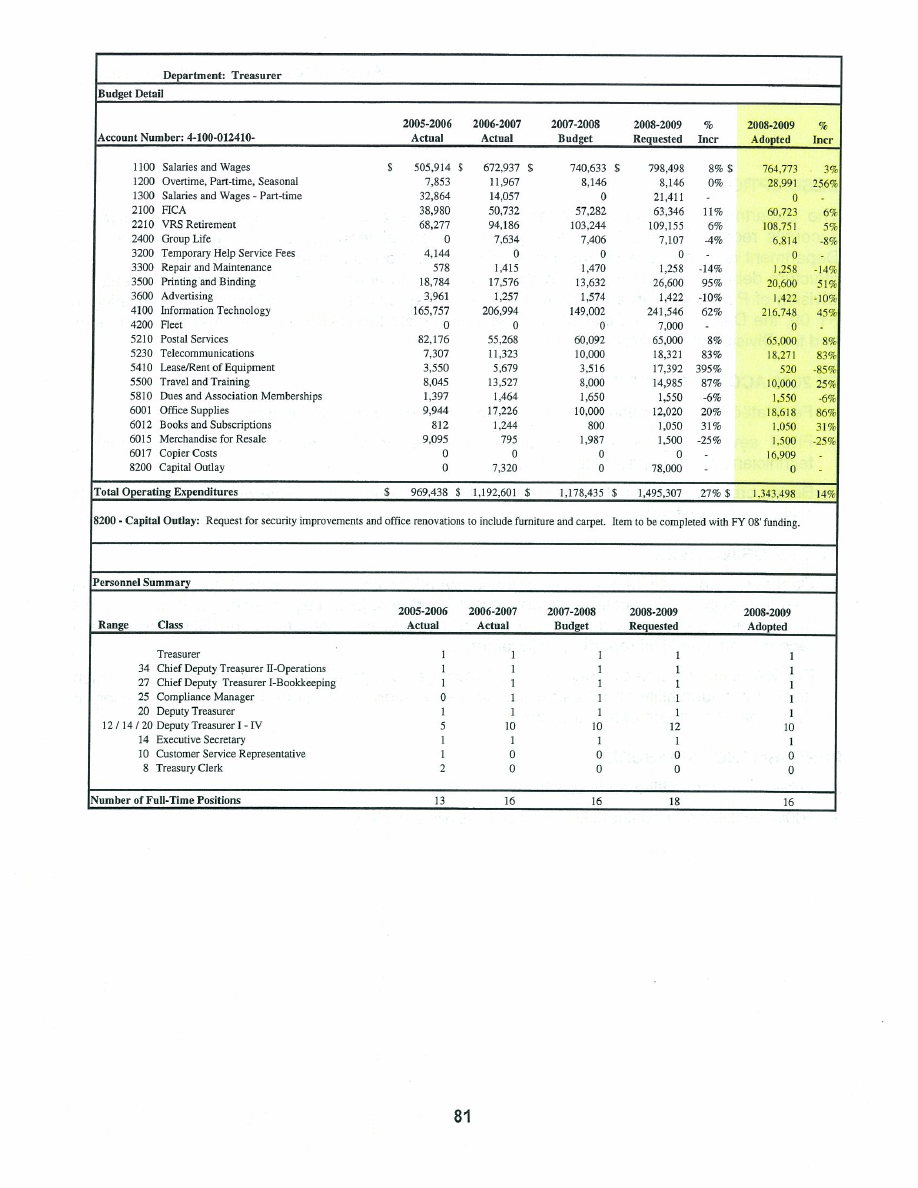 Department: Treasurer
Budget Detail
2005-2006 2006-2007 2007-2008 2008-2009 % 2008-2009 %
Account Number: 4-100-012410- Actual Actual Budget Requested Incr Adopted Incr
1100 Salaries and Wages $ 505,914 $ 672,937 $ 740,633 $ 798,498 8% $ 764,773 3%
1200 Overtime, Part-time, Seasonal 7,853 11,967 8,146 8,146 0% 28,991 256%
1300 Salaries and Wages - Part-time 32,864 14,057 0 21,411 - 0 -
2100 FICA 38,980 50,732 57,282 63,346 11% 60,723 6%
2210 VRS Retirement 68,277 94,186 103,244 109,155 6% 108,751 5%
2400 Group Life 0 7,634 7,406 7,107 -4% 6,814 -8%
3200 Temporary Help Service Fees 4,144 0 0 0 - 0 -
3300 Repair and Maintenance 578 1,415 1,470 1,258 -14% 1,258 -14%
3500 Printing and Binding 18,784 17,576 13,632 26,600 95% 20,600 51%
3600 Advertising 3,961 1,257 1,574 1,422 -10% 1,422 -10%
4100 Information Technology 165,757 206,994 149,002 241,546 62% 216,748 45%
4200 Fleet 0 0 0 7,000 - 0 -
5210 Postal Services 82,176 55,268 60,092 65,000 8% 65,000 8%
5230 Telecommunications 7,307 11,323 10,000 18,321 83% 18,271 83%
5410 Lease/Rent of Equipment 3,550 5,679 3,516 17,392 395% 520 -85%
5500 Travel and Training 8,045 13,527 8,000 14,985 87% 10,000 25%
5810 Dues and Association Memberships 1,397 1,464 1,650 1,550 -6% 1,550 -6%
6001 Office Supplies 9,944 17,226 10,000 12,020 20% 18,618 86%
6012 Books and Subscriptions 812 1,244 800 1,050 31% 1,050 31%
6015 Merchandise for Resale 9,095 795 1,987 1,500 -25% 1,500 -25%
6017 Copier Costs 0 0 0 0 - 16,909 -
8200 Capital Outlay 0 7,320 0 78,000 - 0 -
Total Operating Expenditures $ 969,438 $ 1,192,601 $ 1,178,435 $ 1,495,307 27% $ 1,343,498 14%
8200 - Capital Outlay: Request for security improvements and office renovations to include furniture and carpet. Item to be completed with FY 08' funding.
Personnel Summary
2005-2006 2006-2007 2007-2008 2008-2009 2008-2009
Range Class Actual Actual Budget Requested Adopted
Treasurer 1 1 1 1 1
34 Chief Deputy Treasurer II-Operations 1 1 1 1 1
27 Chief Deputy Treasurer I-Bookkeeping 1 1 1 1 1
25 Compliance Manager 0 1 1 1 1
20 Deputy Treasurer 1 1 1 1 1
12 / 14 / 20 Deputy Treasurer I - IV 5 10 10 12 10
14 Executive Secretary 1 1 1 1 1
10 Customer Service Representative 1 0 0 0 0
8 Treasury Clerk 2 0 0 0 0
Number of Full-Time Positions 13 16 16 18 16
81